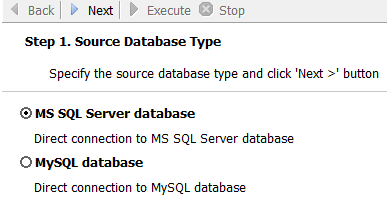 Back Next Execute Stop
Step 1. Source Database Type
Specify the source database type and click 'Next >' button
MS SQL Server database
Direct connection to MS SQL Server database
MySQL database
Direct connection to MySQL database